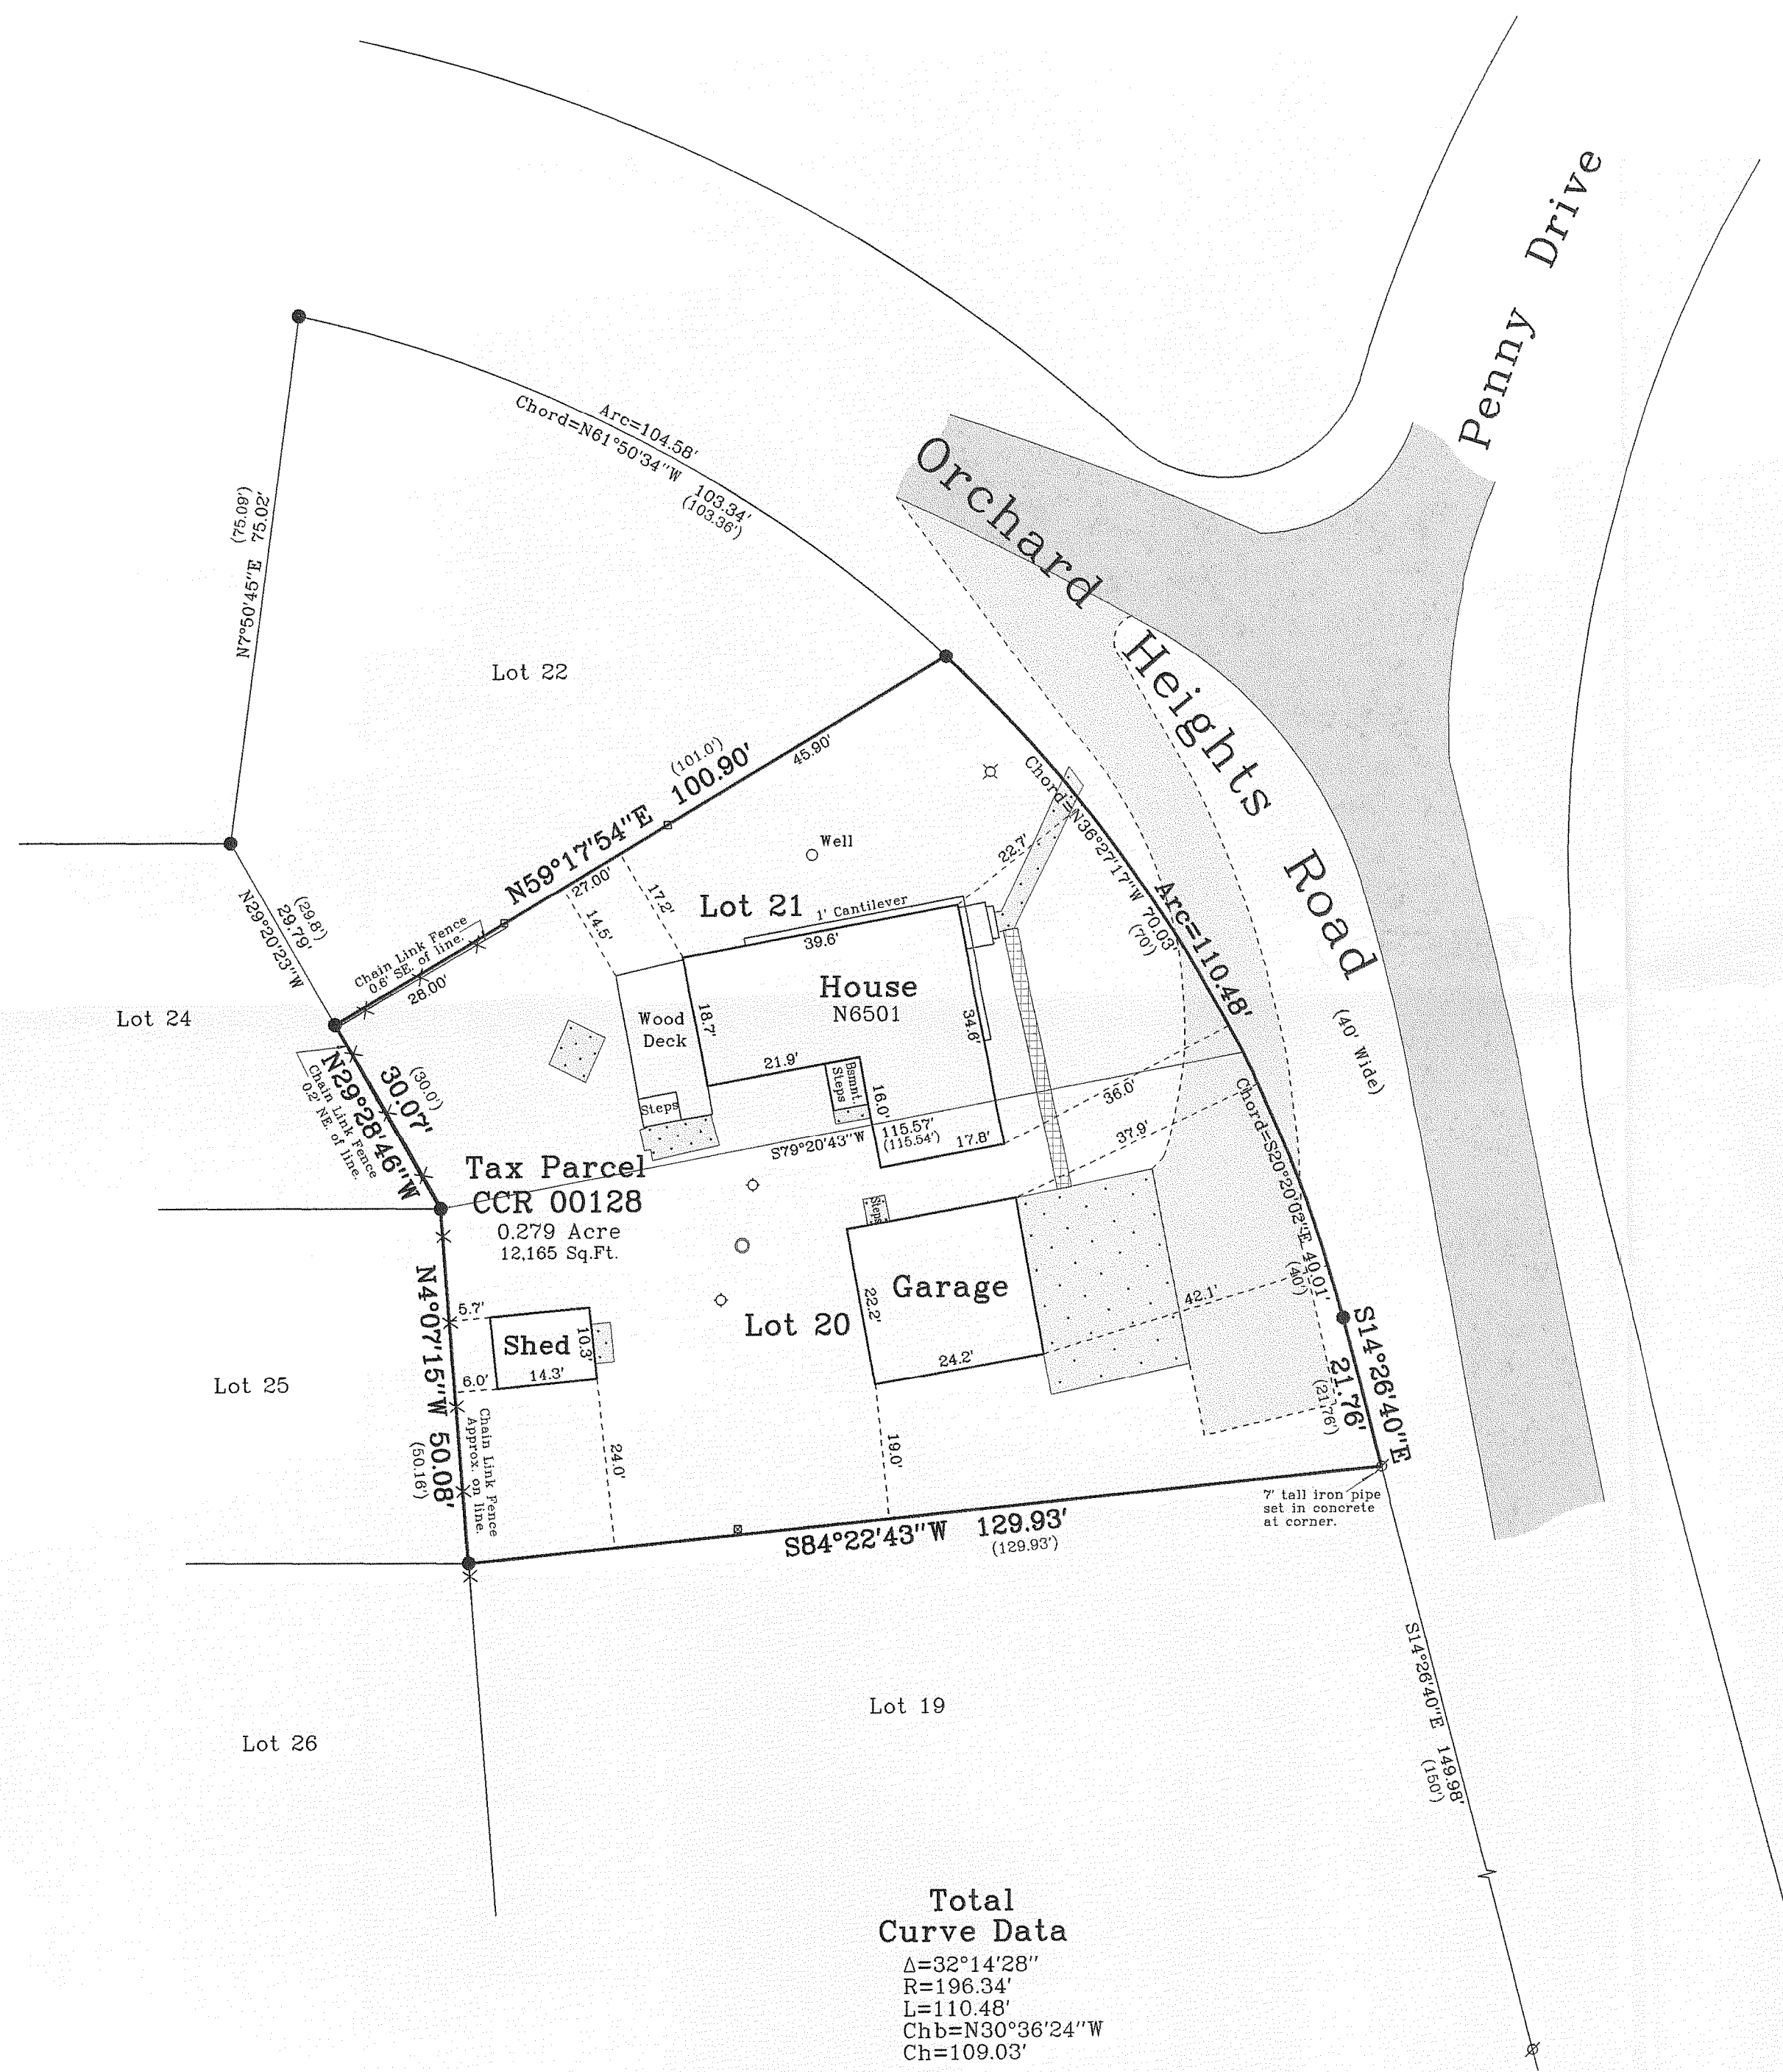 Penny Drive
Orchard Heights Road
(40' Wide)
Arc=104.58'
Chord=N61°50'34"W 103.34'
(103.36')
(75.09')
N7°50'45"E 75.02'
Lot 22
(101.0')
N59°17'54"E 100.90'
45.90'
27.00'
28.00'
Chain Link Fence
0.6' SE. of line.
(29.8')
29.79'
N29°20'23"W
Lot 24
Well
Lot 21
1' Cantilever
39.6'
17.2'
14.5'
22.7'
Chord=N36°27'17"W 70.03'
(70')
Arc=110.48'
House
N6501
Wood
Deck
18.7'
34.6'
21.9'
Bsmnt.
Steps
16.0'
Steps
17.8'
115.57'
S79°20'43"W (115.54')
36.0'
37.9'
(30.0')
30.07'
N29°28'46"W
Chain Link Fence
0.2' NE. of line.
Tax Parcel
CCR 00128
0.279 Acre
12,165 Sq.Ft.
Chord=S20°20'02"E 40.01'
(40')
Steps
Garage
22.2'
24.2'
42.1'
Lot 20
5.7'
Shed
10.3'
14.3'
6.0'
N4°07'15"W 50.08'
(50.16')
Chain Link Fence
Approx. on line.
Lot 25
24.0'
19.0'
S14°26'40"E
21.76'
(21.76')
7' tall iron pipe
set in concrete
at corner.
S84°22'43"W 129.93'
(129.93')
Lot 19
Lot 26
S14°26'40"E 149.98'
(150')
Total
Curve Data
Δ=32°14'28"
R=196.34'
L=110.48'
Chb=N30°36'24"W
Ch=109.03'